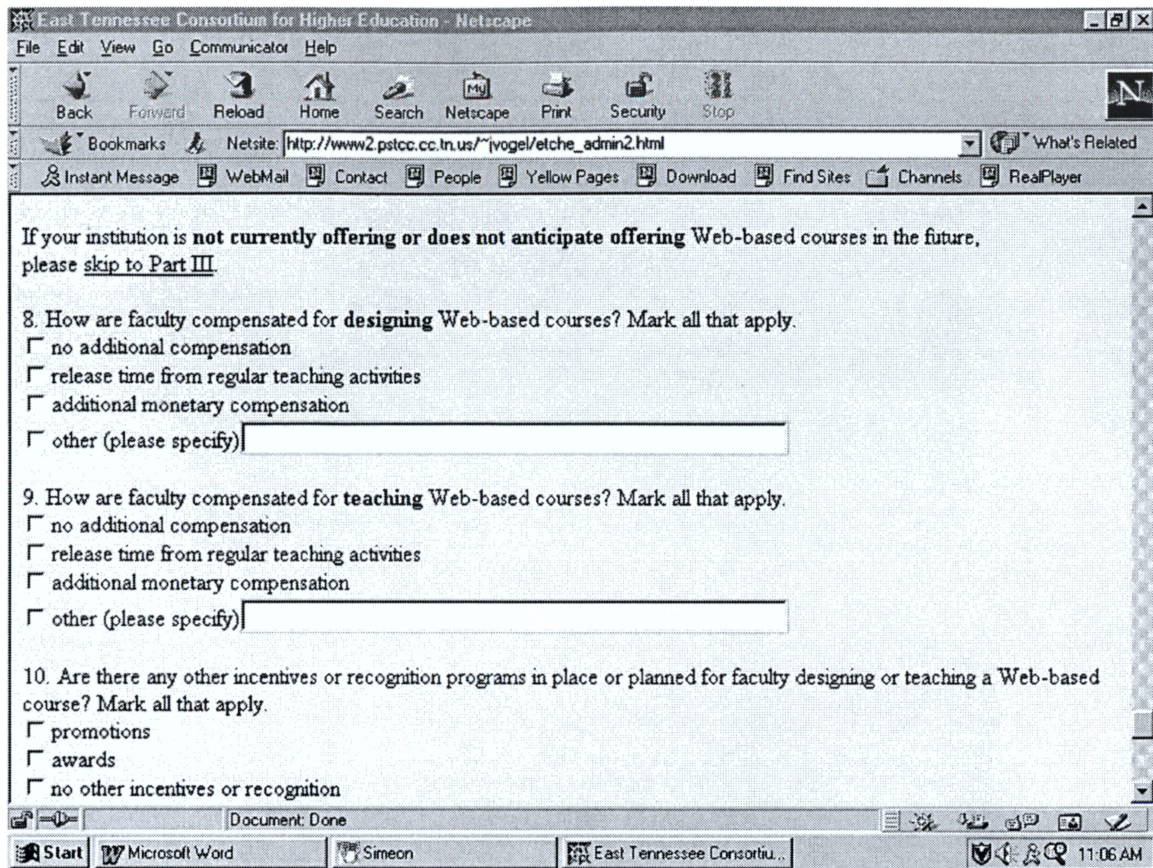 East Tennessee Consortium for Higher Education - Netscape
File Edit View Go Communicator Help
Back Forward Reload Home Search Netscape Print Security Stop
My
N
Bookmarks Netsite: http://www2.pstcc.cc.tn.us/~jvogel/etche_admin2.html What's Related
Instant Message WebMail Contact People Yellow Pages Download Find Sites Channels RealPlayer
If your institution is not currently offering or does not anticipate offering Web-based courses in the future,
please skip to Part III.
8. How are faculty compensated for designing Web-based courses? Mark all that apply.
no additional compensation
release time from regular teaching activities
additional monetary compensation
other (please specify)
9. How are faculty compensated for teaching Web-based courses? Mark all that apply.
no additional compensation
release time from regular teaching activities
additional monetary compensation
other (please specify)
10. Are there any other incentives or recognition programs in place or planned for faculty designing or teaching a Web-based
course? Mark all that apply.
promotions
awards
no other incentives or recognition
Document: Done
Start Microsoft Word Simeon East Tennessee Consortiu... 11:06 AM